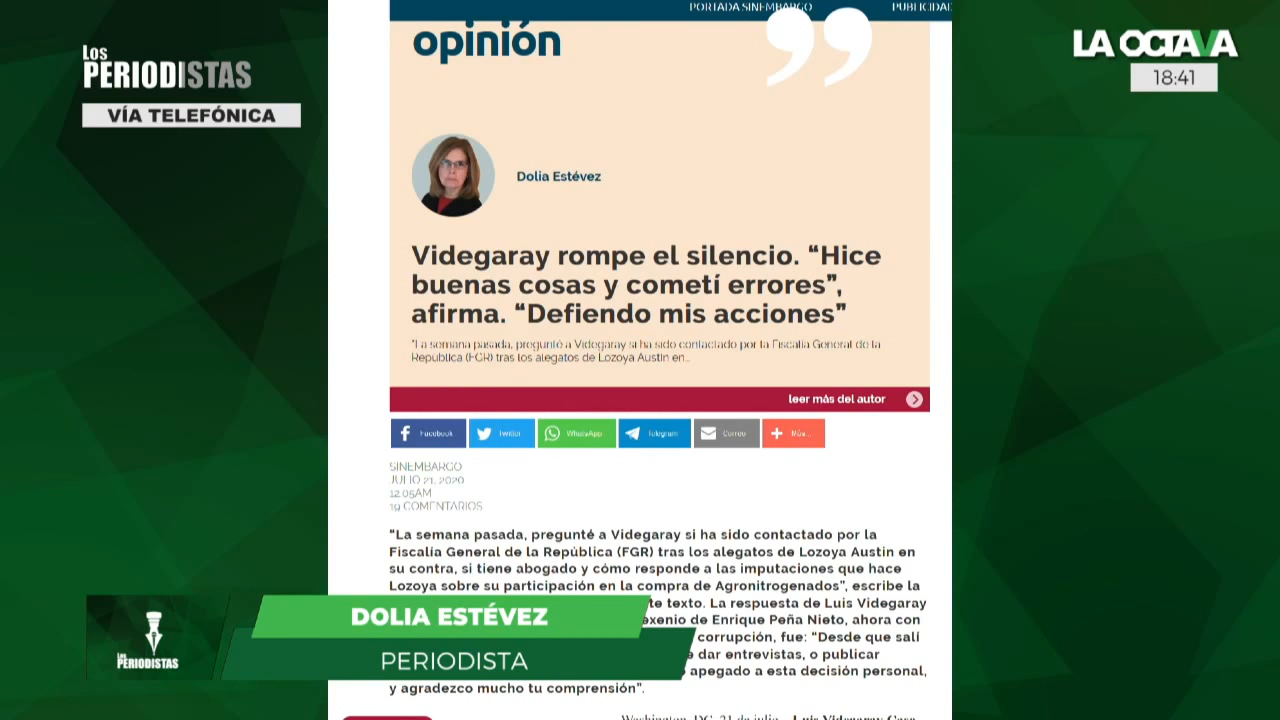 PORTADA SINEMBARGO
PUBLICIDAD
Los
PERIODISTAS
VÍA TELEFÓNICA
LA OCTAVA
18:41
opinión
Dolia Estévez
Videgaray rompe el silencio. “Hice
buenas cosas y cometí errores”,
afirma. “Defiendo mis acciones”
"La semana pasada, pregunté a Videgaray si ha sido contactado por la Fiscalía General de la
República (FGR) tras los alegatos de Lozoya Austin en...
leer más del autor
Facebook
Twitter
WhatsApp
Telegram
Correo
Más...
SINEMBARGO
JULIO 21, 2020
12:05AM
19 COMENTARIOS
“La semana pasada, pregunté a Videgaray si ha sido contactado por la
Fiscalía General de la República (FGR) tras los alegatos de Lozoya Austin en
su contra, si tiene abogado y cómo responde a las imputaciones que hace
Lozoya sobre su participación en la compra de Agronitrogenados”, escribe la
te texto. La respuesta de Luis Videgaray
exenio de Enrique Peña Nieto, ahora con
corrupción, fue: “Desde que salí
e dar entrevistas, o publicar
apegado a esta decisión personal,
y agradezco mucho tu comprensión”.
DOLIA ESTÉVEZ
PERIODISTA
Los
PERIODISTAS
Washington, DC, 21 de julio